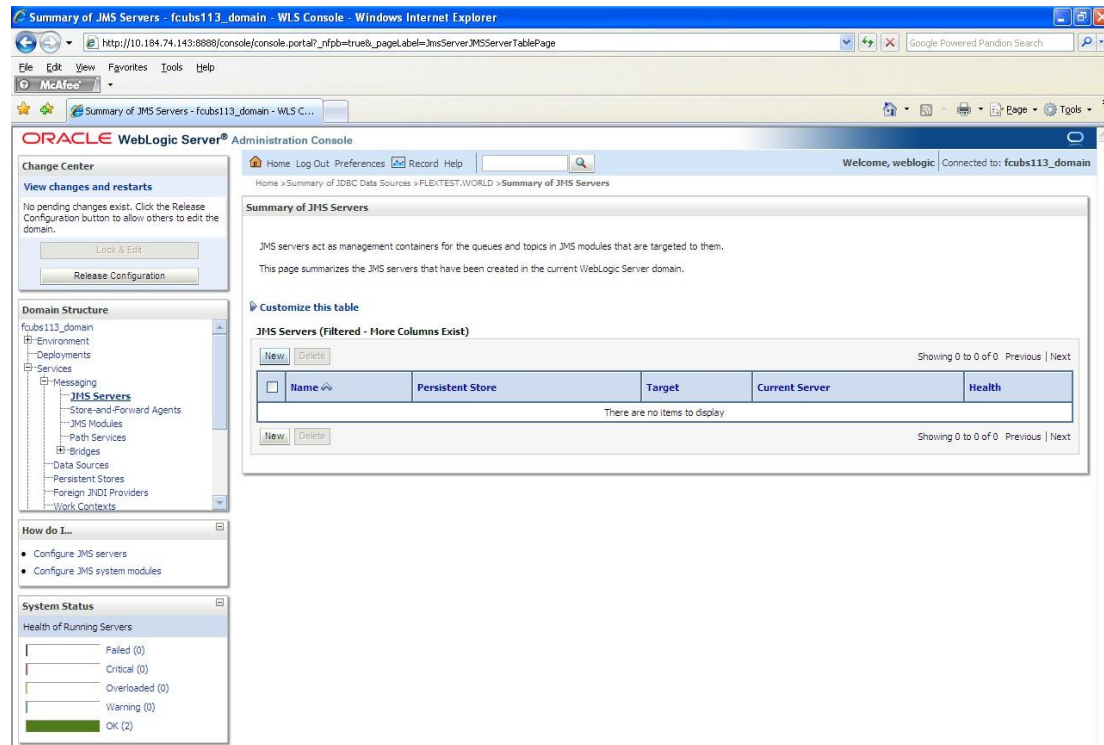 Summary of JMS Servers - fcubs113_domain - WLS Console - Windows Internet Explorer
http://10.184.74.143:8888/console/console.portal?_nfpb=true&_pageLabel=JmsServerJMSServerTablePage
Google Powered Pandion Search
File Edit View Favorites Tools Help
McAfee
Summary of JMS Servers - fcubs113_domain - WLS C...
Page Tools
ORACLE WebLogic Server® Administration Console
Change Center
View changes and restarts
No pending changes exist. Click the Release
Configuration button to allow others to edit the
domain.
Lock & Edit
Release Configuration
Domain Structure
fcubs113_domain
Environment
Deployments
Services
Messaging
JMS Servers
Store-and-Forward Agents
JMS Modules
Path Services
Bridges
Data Sources
Persistent Stores
Foreign JNDI Providers
Work Contexts
How do I...
Configure JMS servers
Configure JMS system modules
System Status
Health of Running Servers
Failed (0)
Critical (0)
Overloaded (0)
Warning (0)
OK (2)
Home Log Out Preferences Record Help
Welcome, weblogic Connected to: fcubs113_domain
Home >Summary of JDBC Data Sources >FLEXTEST.WORLD >Summary of JMS Servers
Summary of JMS Servers
JMS servers act as management containers for the queues and topics in JMS modules that are targeted to them.
This page summarizes the JMS servers that have been created in the current WebLogic Server domain.
Customize this table
JMS Servers (Filtered - More Columns Exist)
New Delete Showing 0 to 0 of 0 Previous | Next
Name Persistent Store Target Current Server Health
There are no items to display
New Delete Showing 0 to 0 of 0 Previous | Next